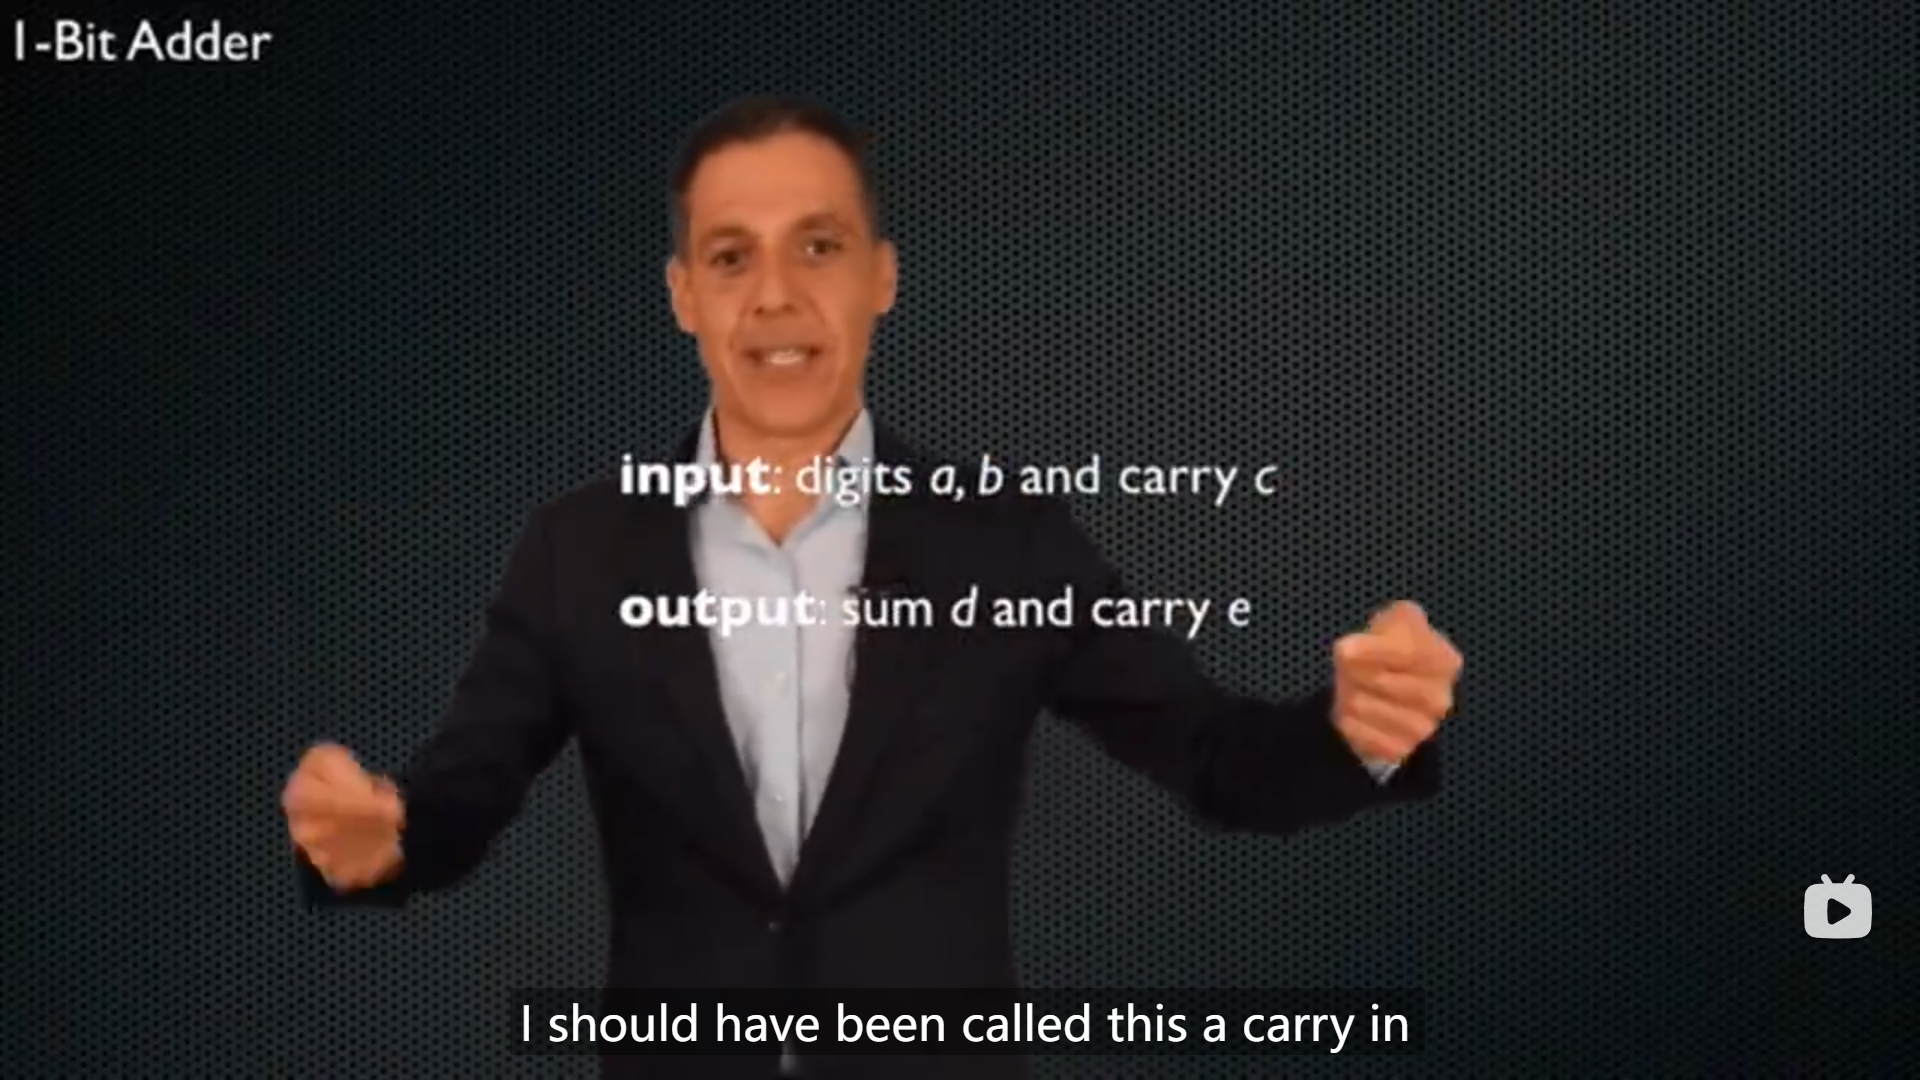 1-Bit Adder
input: digits a, b and carry c
output: sum d and carry e
I should have been called this a carry in